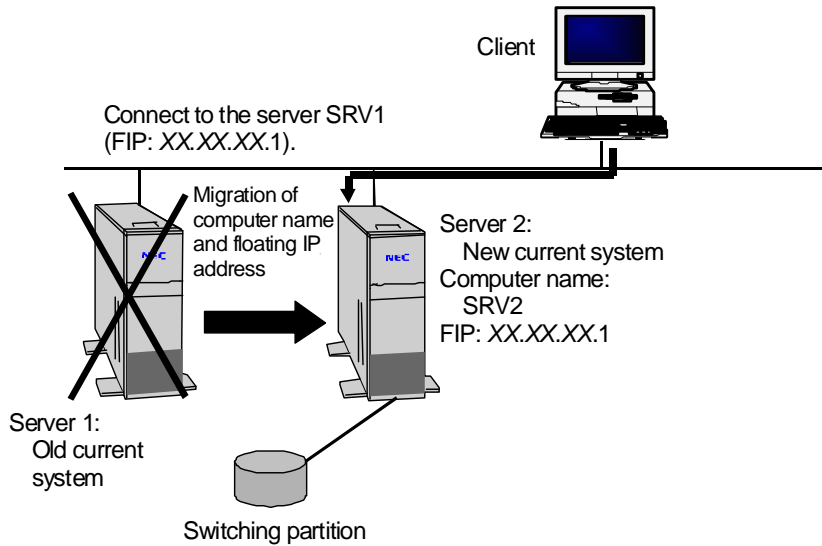 Client
Connect to the server SRV1
(FIP: XX.XX.XX.1).
Migration of
computer name
and floating IP
address
NEC
NEC
Server 2:
New current system
Computer name:
SRV2
FIP: XX.XX.XX.1
Server 1:
Old current
system
Switching partition